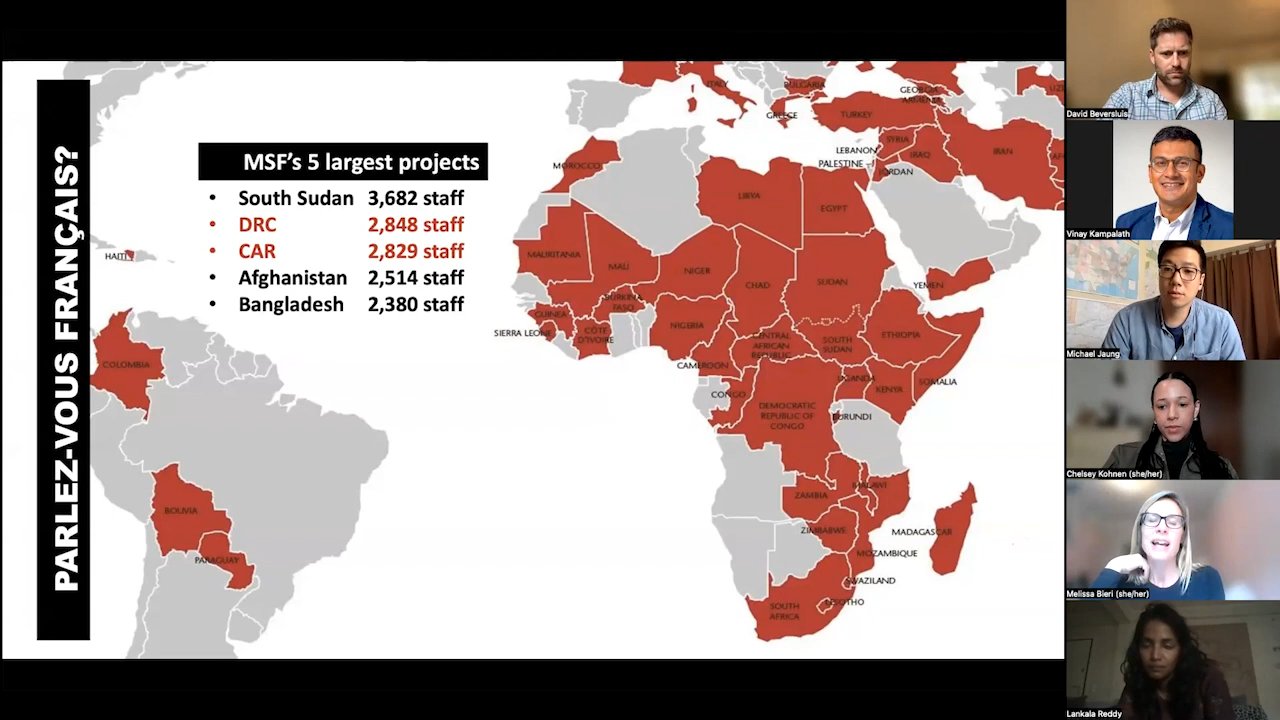 PARLEZ-VOUS FRANÇAIS?
MSF's 5 largest projects
• South Sudan 3,682 staff
• DRC 2,848 staff
• CAR 2,829 staff
• Afghanistan 2,514 staff
• Bangladesh 2,380 staff
HAITI
COLOMBIA
BOLIVIA
PARAGUAY
ITALY
BULGARIA
GREECE
GEORGIA
ARMENIA
TURKEY
UZ
SYRIA
LEBANON
PALESTINE
IRAQ
IRAN
AF
JORDAN
MOROCCO
LIBYA
EGYPT
MAURITANIA
MALI
NIGER
CHAD
SUDAN
YEMEN
BURKINA
FASO
GUINEA
SIERRA LEONE
CÔTE
D'IVOIRE
NIGERIA
CENTRAL
AFRICAN
REPUBLIC
SOUTH
SUDAN
ETHIOPIA
CAMEROON
UGANDA
KENYA
SOMALIA
CONGO
DEMOCRATIC
REPUBLIC OF
CONGO
BURUNDI
MALAWI
ZAMBIA
ZIMBABWE
MADAGASCAR
MOZAMBIQUE
SWAZILAND
LESOTHO
SOUTH
AFRICA
David Beversluis
Vinay Kampalath
Michael Jaung
Chelsey Kohnen (she/her)
Melissa Bieri (she/her)
Lankala Reddy